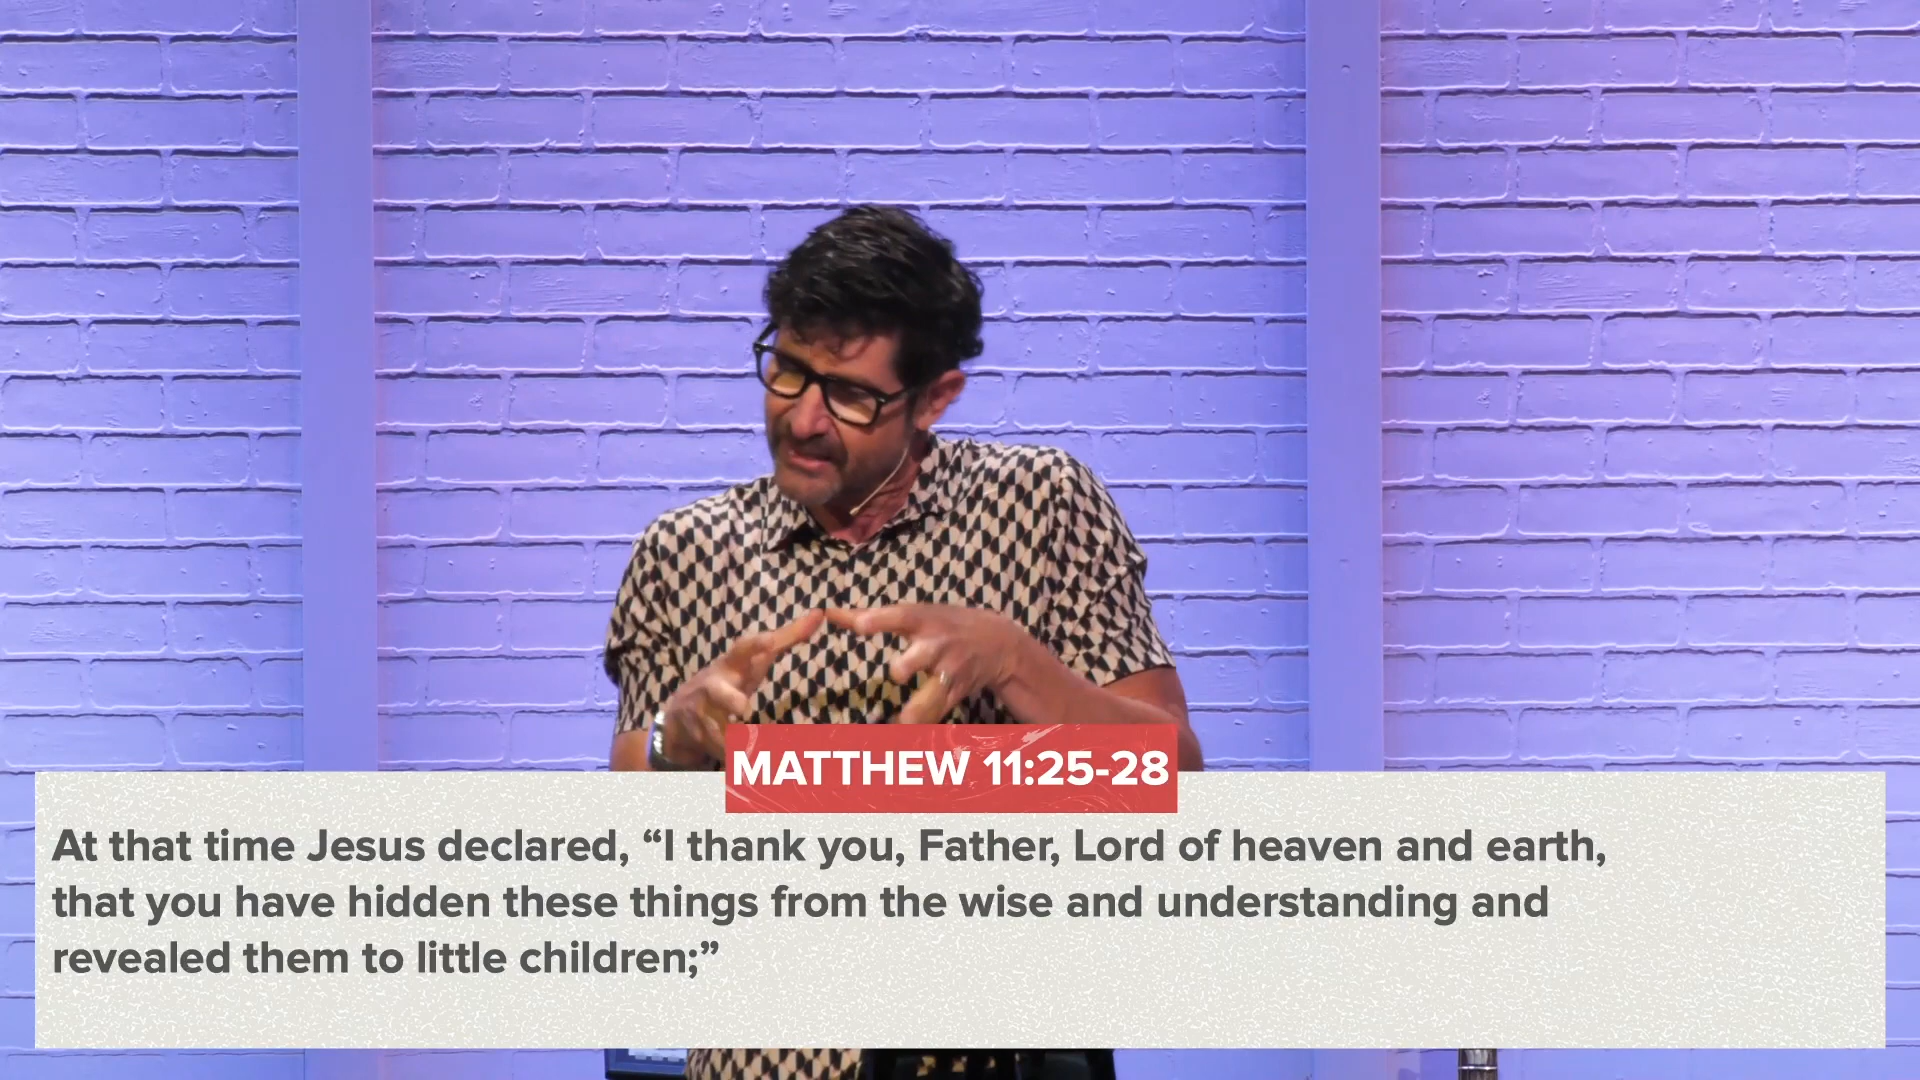 MATTHEW 11:25-28
At that time Jesus declared, “I thank you, Father, Lord of heaven and earth,
that you have hidden these things from the wise and understanding and
revealed them to little children;”